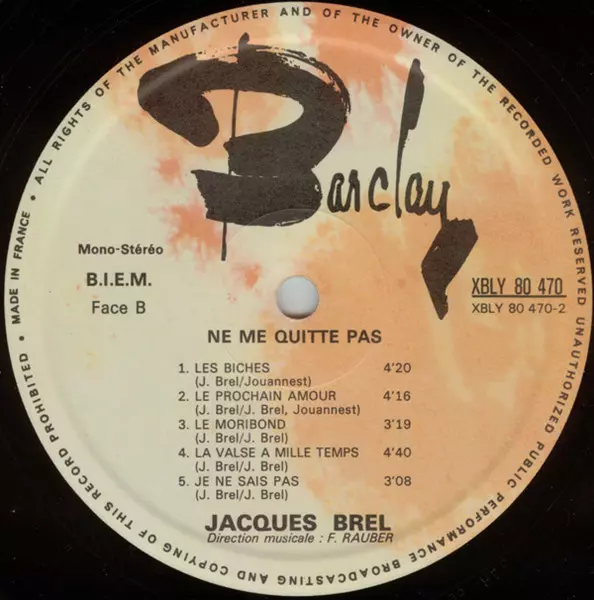 ALL RIGHTS OF THE MANUFACTURER AND OF THE OWNER OF THE RECORDED WORK RESERVED UNAUTHORIZED PUBLIC PERFORMANCE BROADCASTING AND COPYING OF THIS RECORD PROHIBITED • MADE IN FRANCE •
Barclay
Mono-Stéréo
B.I.E.M.
Face B
XBLY 80 470
XBLY 80 470-2
NE ME QUITTE PAS
1. LES BICHES 4'20
(J. Brel/Jouannest)
2. LE PROCHAIN AMOUR 4'16
(J. Brel/J. Brel, Jouannest)
3. LE MORIBOND 3'19
(J. Brel/J. Brel)
4. LA VALSE A MILLE TEMPS 4'40
(J. Brel/J. Brel)
5. JE NE SAIS PAS 3'08
(J. Brel/J. Brel)
JACQUES BREL
Direction musicale : F. RAUBER